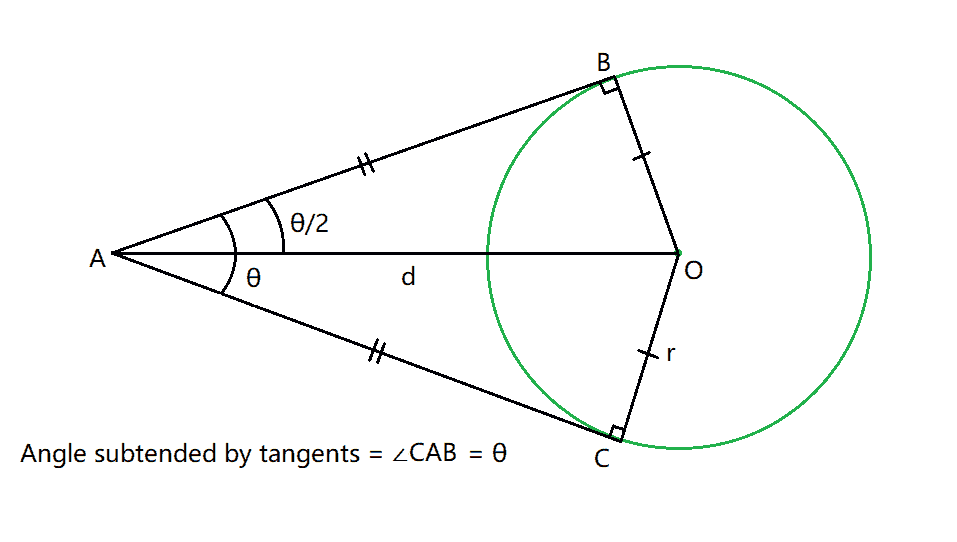 B
θ/2
A
θ
d
O
r
Angle subtended by tangents = ∠CAB = θ
C